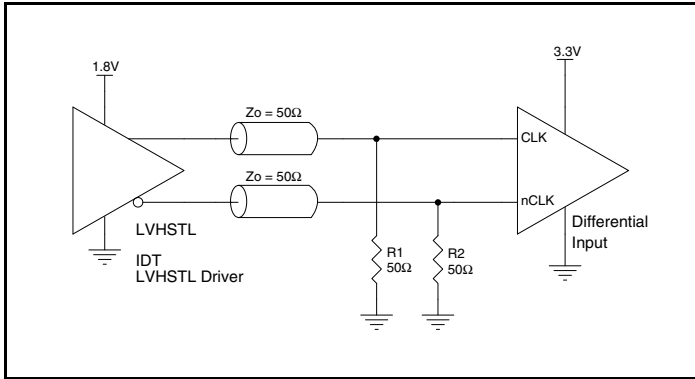 1.8V
3.3V
Zo = 50Ω
CLK
Zo = 50Ω
nCLK
LVHSTL
IDT
LVHSTL Driver
R1
50Ω
R2
50Ω
Differential
Input